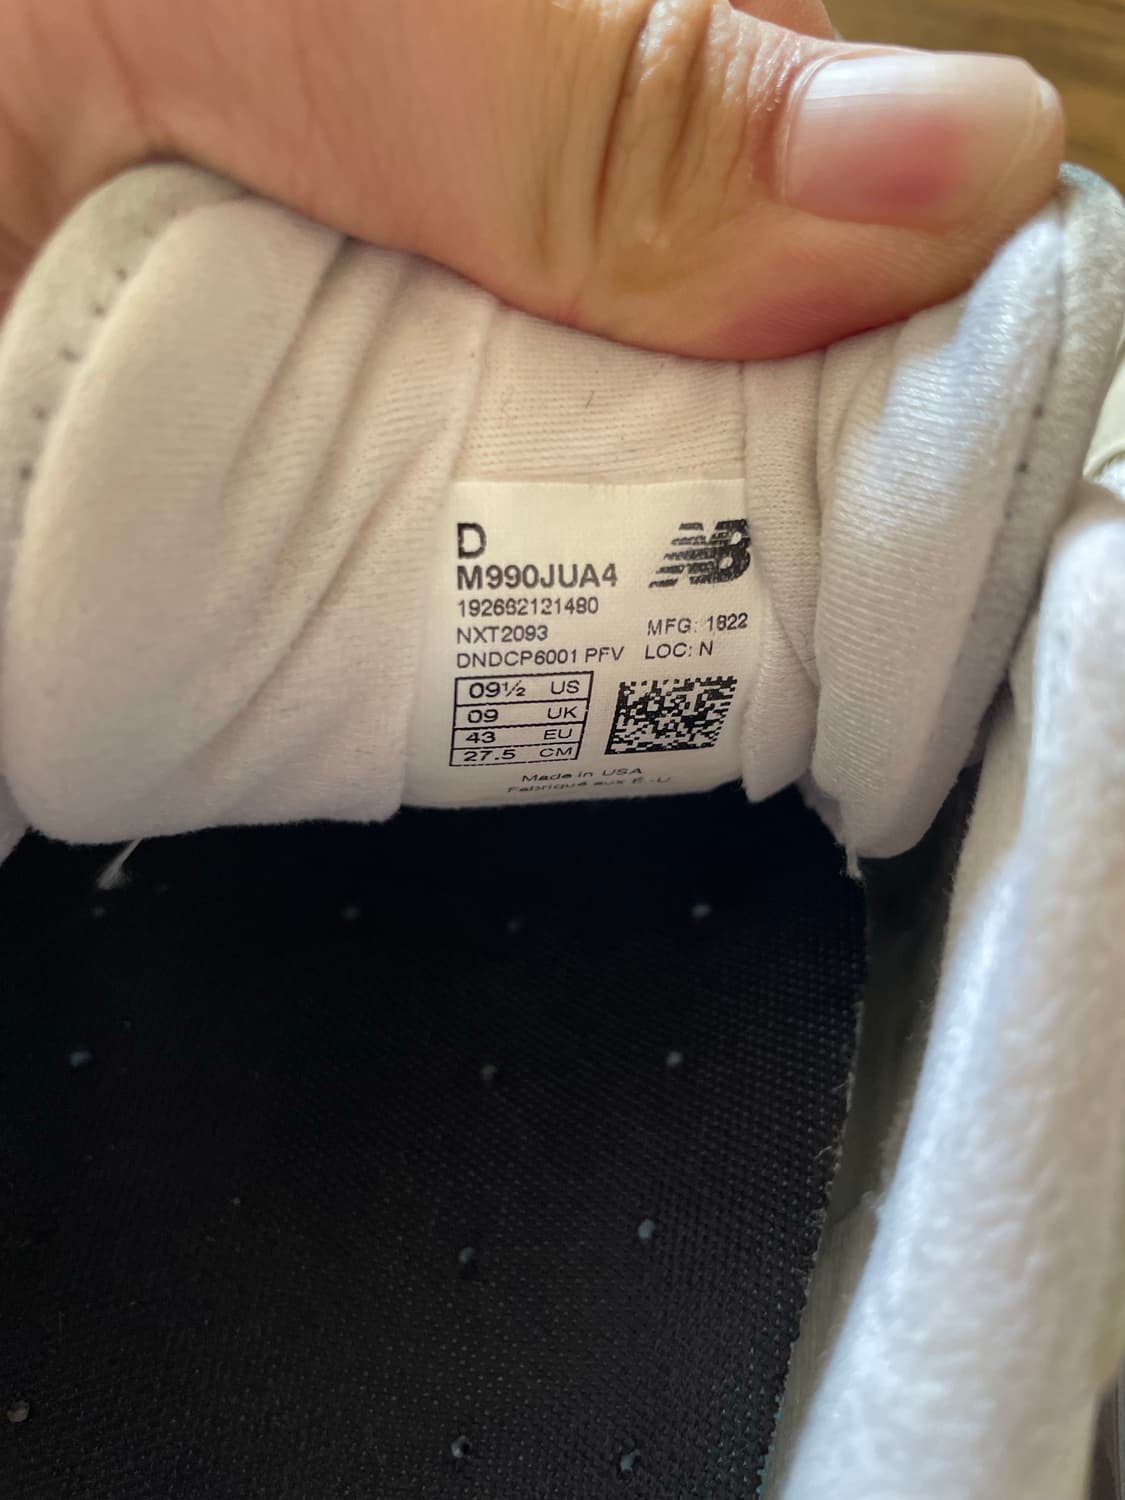 D
NB
M990JUA4
192662121480
NXT2093
MFG: 1822
DNDCP6001 PFV
LOC: N
09½ US
09 UK
43 EU
27.5 CM
Made in USA
Fabriqué aux É.-U.